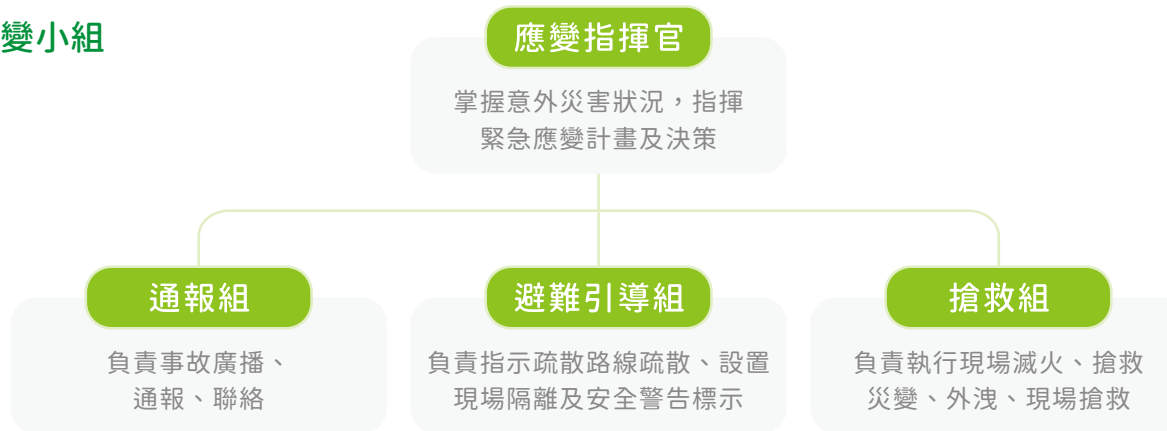 變小組
應變指揮官
掌握意外災害狀況，指揮
緊急應變計畫及決策
通報組
負責事故廣播、
通報、聯絡
避難引導組
負責指示疏散路線疏散、設置
現場隔離及安全警告標示
搶救組
負責執行現場滅火、搶救
災變、外洩、現場搶救